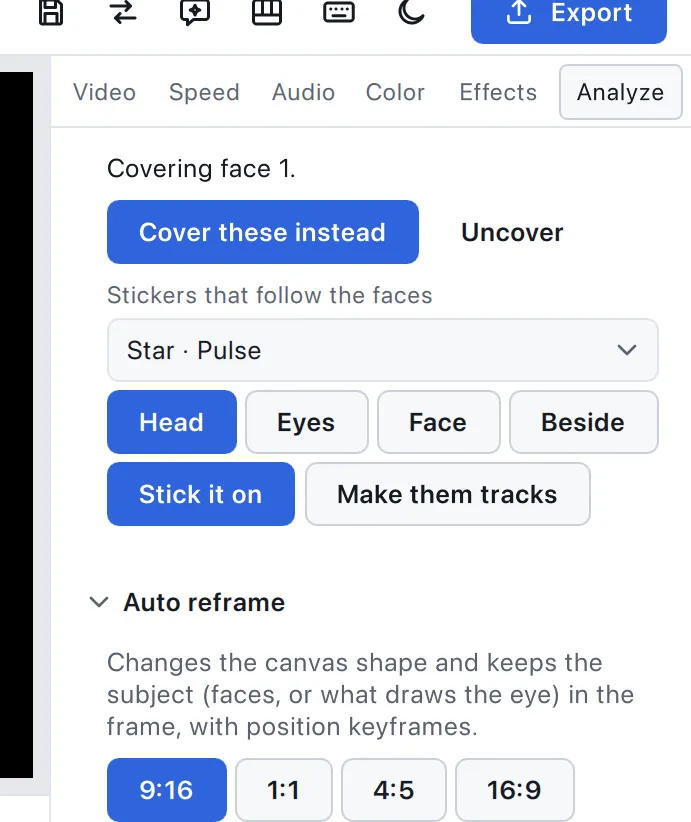 Export
Video Speed Audio Color Effects Analyze
Covering face 1.
Cover these instead Uncover
Stickers that follow the faces
Star · Pulse
Head Eyes Face Beside
Stick it on Make them tracks
Auto reframe
Changes the canvas shape and keeps the
subject (faces, or what draws the eye) in the
frame, with position keyframes.
9:16 1:1 4:5 16:9